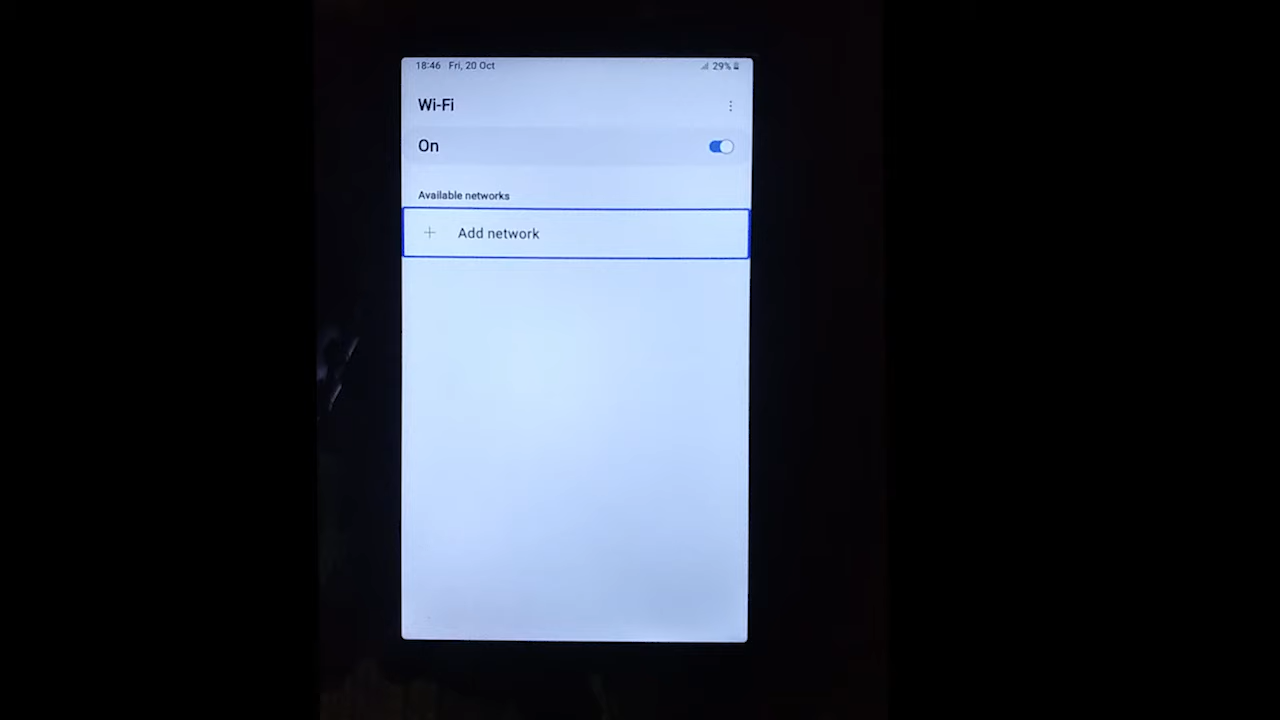 18:46 Fri, 20 Oct 29%
Wi-Fi
On
Available networks
+ Add network